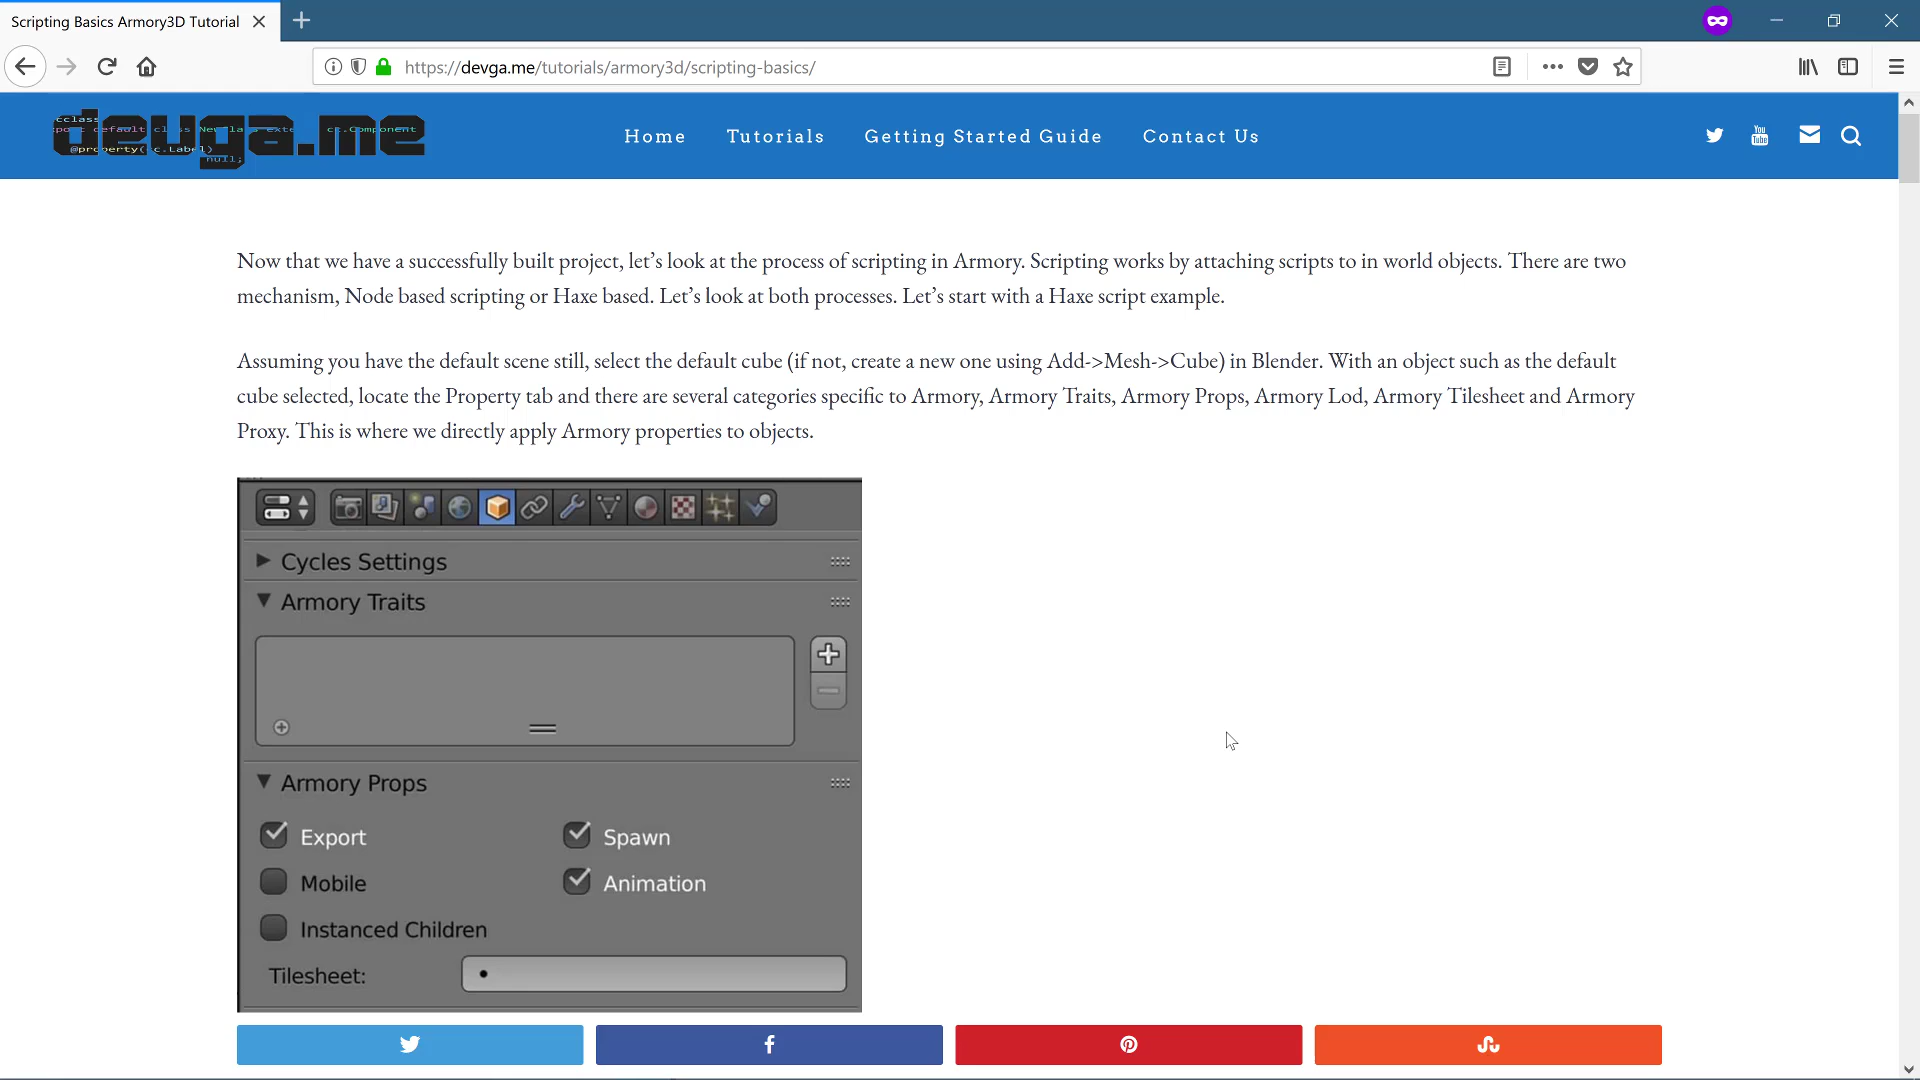 Scripting Basics Armory3D Tutorial
https://devga.me/tutorials/armory3d/scripting-basics/
devga.me
Home
Tutorials
Getting Started Guide
Contact Us
You
Tube
Now that we have a successfully built project, let’s look at the process of scripting in Armory. Scripting works by attaching scripts to in world objects. There are two
mechanism, Node based scripting or Haxe based. Let’s look at both processes. Let’s start with a Haxe script example.
Assuming you have the default scene still, select the default cube (if not, create a new one using Add->Mesh->Cube) in Blender. With an object such as the default
cube selected, locate the Property tab and there are several categories specific to Armory, Armory Traits, Armory Props, Armory Lod, Armory Tilesheet and Armory
Proxy. This is where we directly apply Armory properties to objects.
Cycles Settings
Armory Traits
Armory Props
Export
Spawn
Mobile
Animation
Instanced Children
Tilesheet: